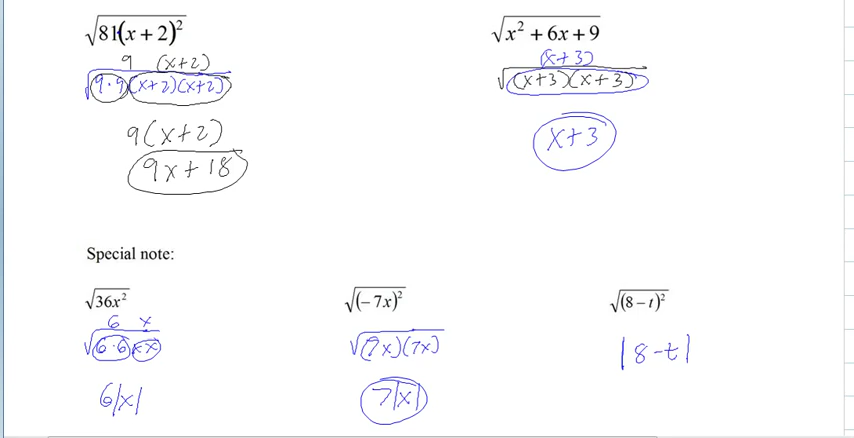 √81(x + 2)²
9 (x+2)
√9·9(x+2)(x+2)
9(x+2)
9x+18
√x² + 6x + 9
(x+3)
√(x+3)(x+3)
x+3
Special note:
√36x²
6 x
√6·6 x·x
6|x|
√(−7x)²
√(7x)(7x)
7|x|
√(8 − t)²
|8-t|